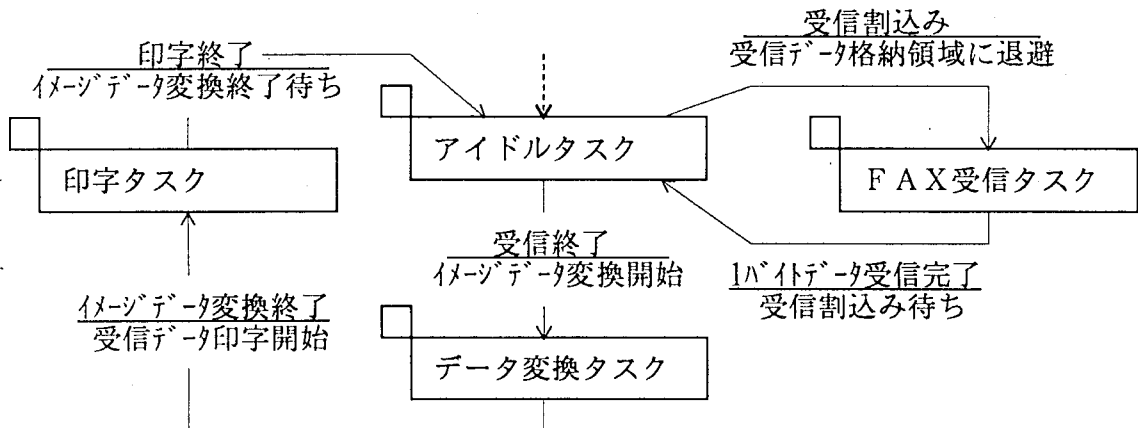 受信割込み
受信データ格納領域に退避
印字終了
イメージデータ変換終了待ち
アイドルタスク
印字タスク
FAX受信タスク
受信終了
イメージデータ変換開始
1バイトデータ受信完了
受信割込み待ち
イメージデータ変換終了
受信データ印字開始
データ変換タスク